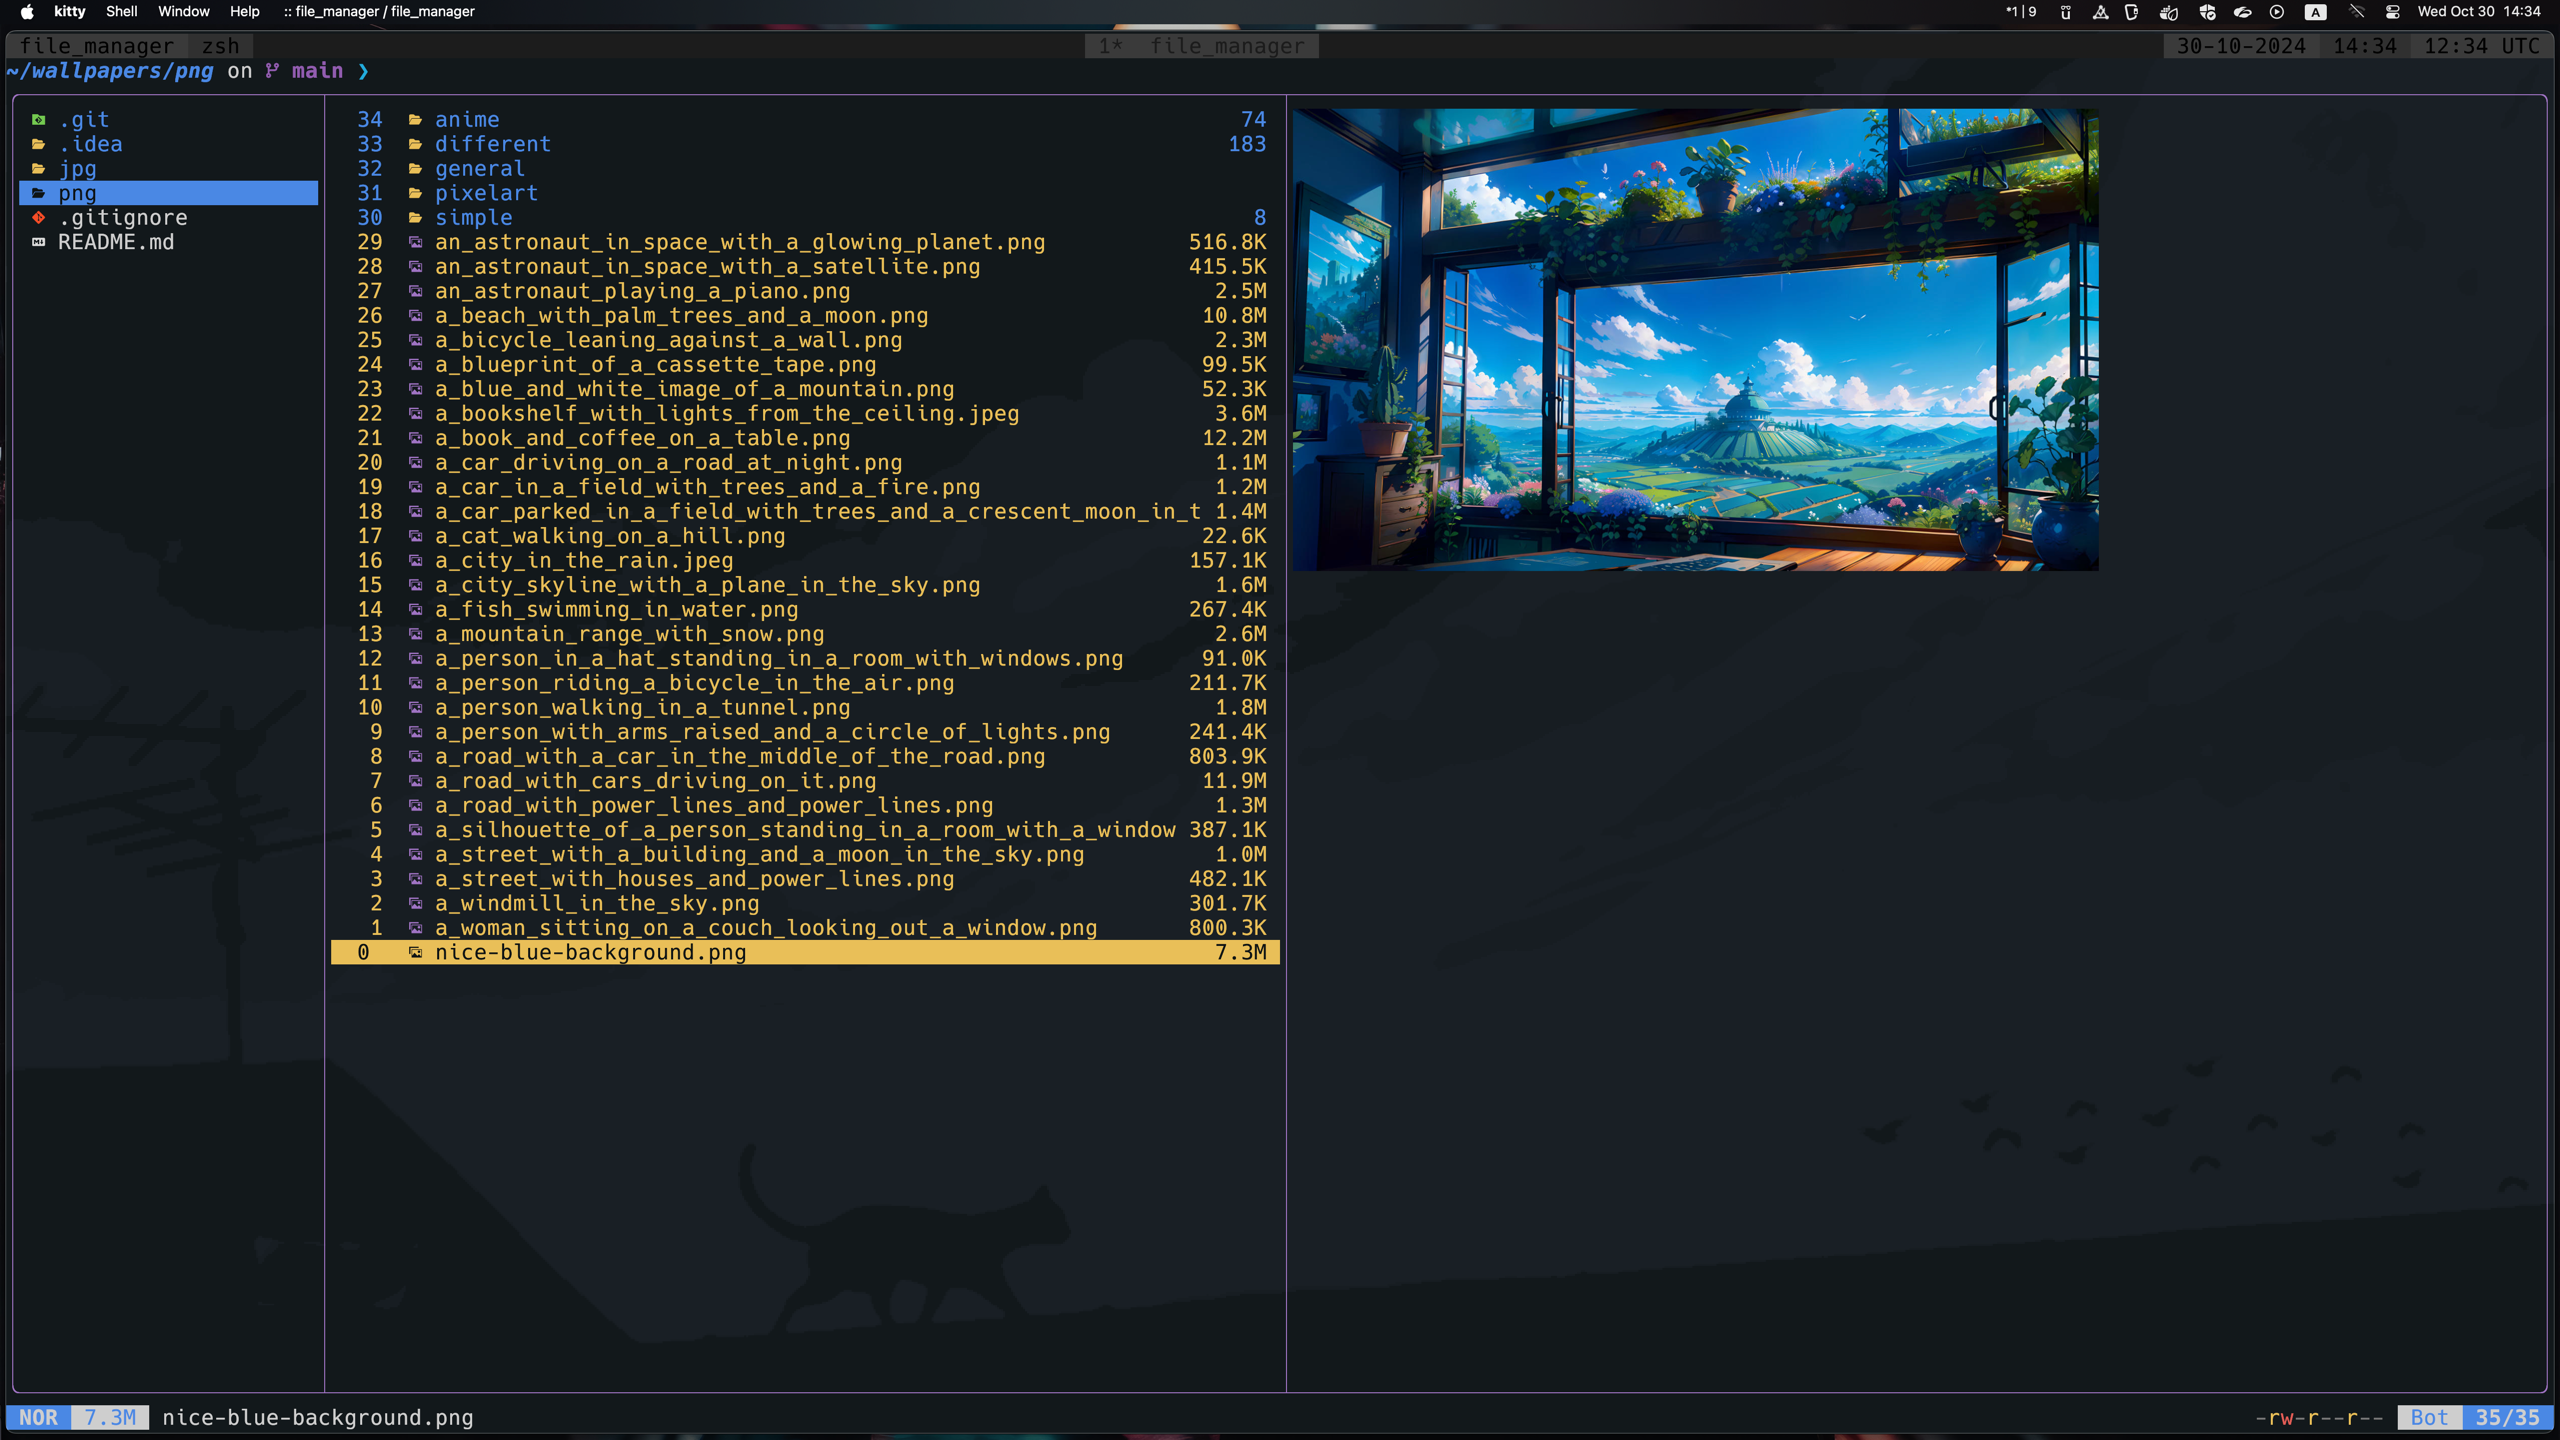 kitty Shell Window Help :: file_manager / file_manager *1|9 ü A Wed Oct 30 14:34
file_manager zsh 1* file_manager 30-10-2024 14:34 12:34 UTC
~/wallpapers/png on main ❯
.git
.idea
jpg
png
.gitignore
README.md
34 anime 74
33 different 183
32 general
31 pixelart
30 simple 8
29 an_astronaut_in_space_with_a_glowing_planet.png 516.8K
28 an_astronaut_in_space_with_a_satellite.png 415.5K
27 an_astronaut_playing_a_piano.png 2.5M
26 a_beach_with_palm_trees_and_a_moon.png 10.8M
25 a_bicycle_leaning_against_a_wall.png 2.3M
24 a_blueprint_of_a_cassette_tape.png 99.5K
23 a_blue_and_white_image_of_a_mountain.png 52.3K
22 a_bookshelf_with_lights_from_the_ceiling.jpeg 3.6M
21 a_book_and_coffee_on_a_table.png 12.2M
20 a_car_driving_on_a_road_at_night.png 1.1M
19 a_car_in_a_field_with_trees_and_a_fire.png 1.2M
18 a_car_parked_in_a_field_with_trees_and_a_crescent_moon_in_t 1.4M
17 a_cat_walking_on_a_hill.png 22.6K
16 a_city_in_the_rain.jpeg 157.1K
15 a_city_skyline_with_a_plane_in_the_sky.png 1.6M
14 a_fish_swimming_in_water.png 267.4K
13 a_mountain_range_with_snow.png 2.6M
12 a_person_in_a_hat_standing_in_a_room_with_windows.png 91.0K
11 a_person_riding_a_bicycle_in_the_air.png 211.7K
10 a_person_walking_in_a_tunnel.png 1.8M
9 a_person_with_arms_raised_and_a_circle_of_lights.png 241.4K
8 a_road_with_a_car_in_the_middle_of_the_road.png 803.9K
7 a_road_with_cars_driving_on_it.png 11.9M
6 a_road_with_power_lines_and_power_lines.png 1.3M
5 a_silhouette_of_a_person_standing_in_a_room_with_a_window 387.1K
4 a_street_with_a_building_and_a_moon_in_the_sky.png 1.0M
3 a_street_with_houses_and_power_lines.png 482.1K
2 a_windmill_in_the_sky.png 301.7K
1 a_woman_sitting_on_a_couch_looking_out_a_window.png 800.3K
0 nice-blue-background.png 7.3M
NOR 7.3M nice-blue-background.png -rw-r--r-- Bot 35/35